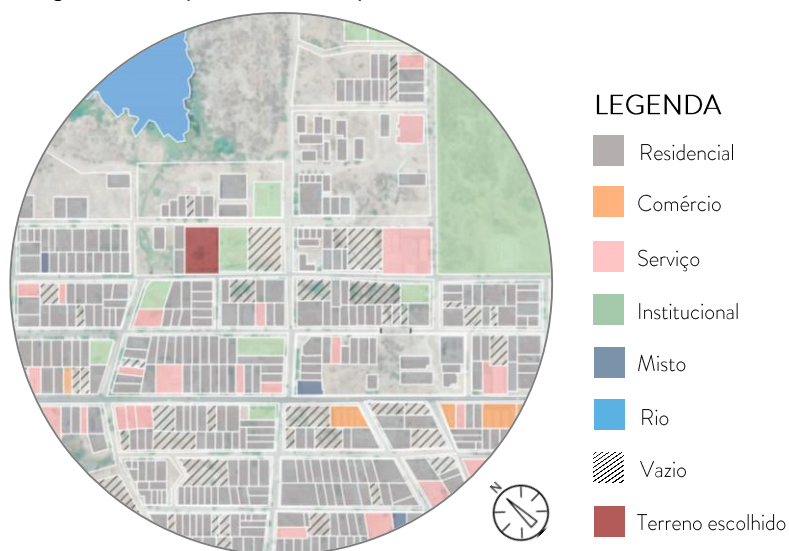 LEGENDA
Residencial
Comércio
Serviço
Institucional
Misto
Rio
Vazio
N
Terreno escolhido